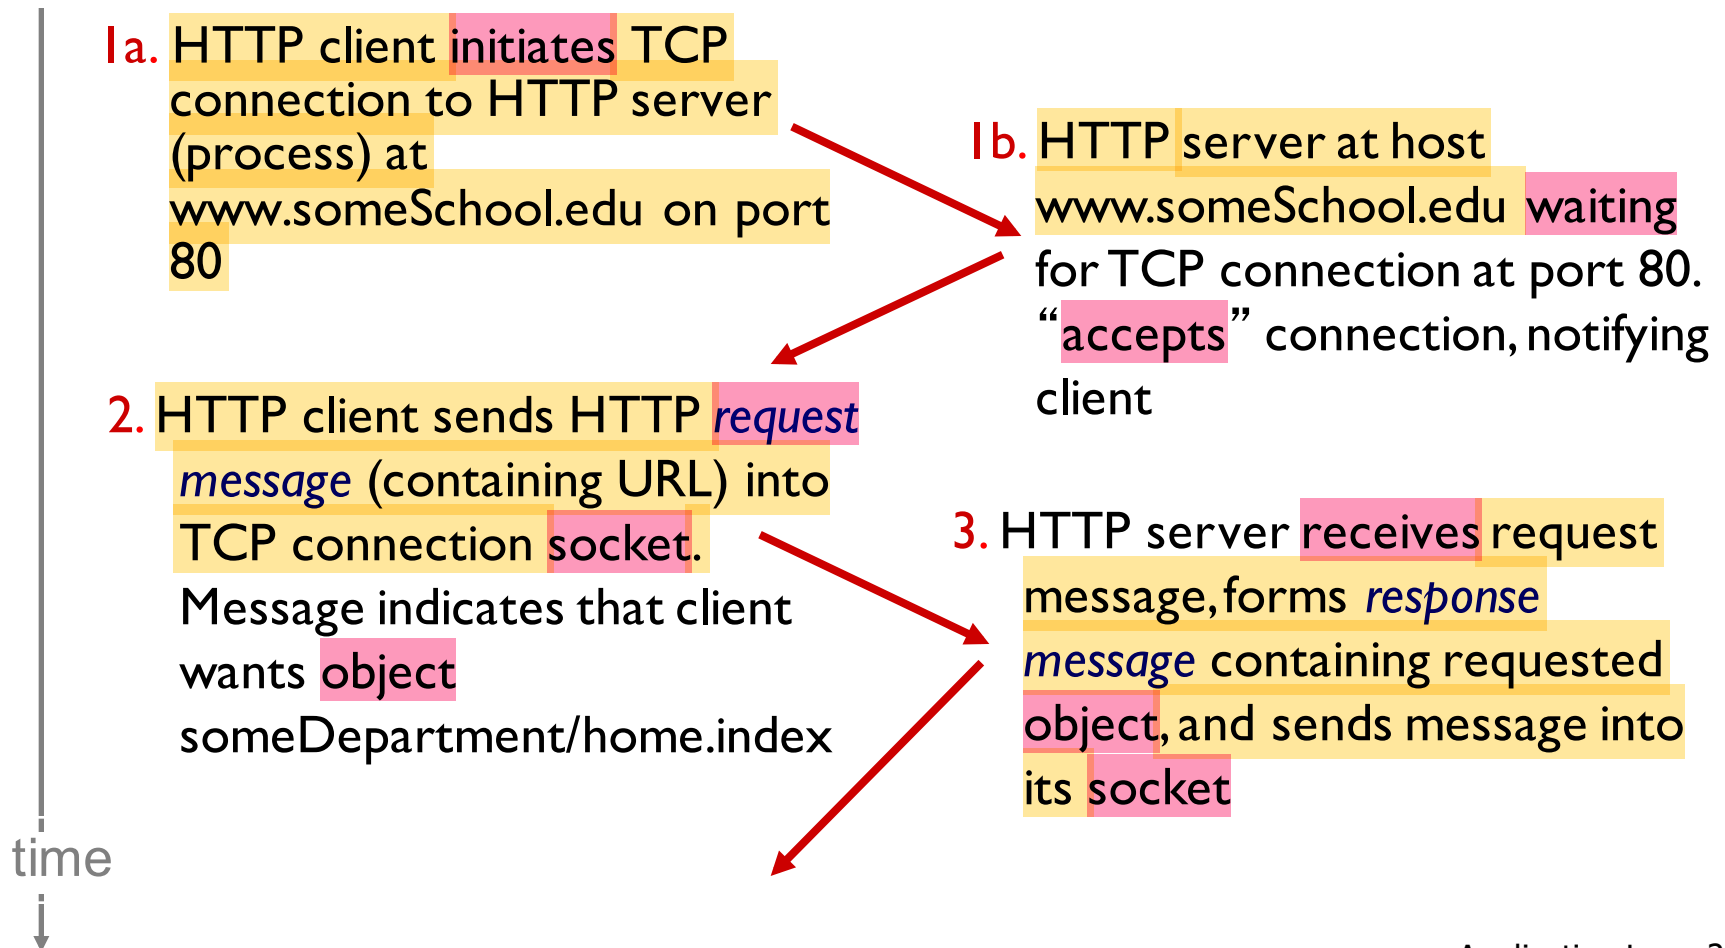 1a. HTTP client initiates TCP
connection to HTTP server
(process) at
www.someSchool.edu on port
80
1b. HTTP server at host
www.someSchool.edu waiting
for TCP connection at port 80.
“accepts” connection, notifying
client
2. HTTP client sends HTTP request
message (containing URL) into
TCP connection socket.
Message indicates that client
wants object
someDepartment/home.index
3. HTTP server receives request
message, forms response
message containing requested
object, and sends message into
its socket
time